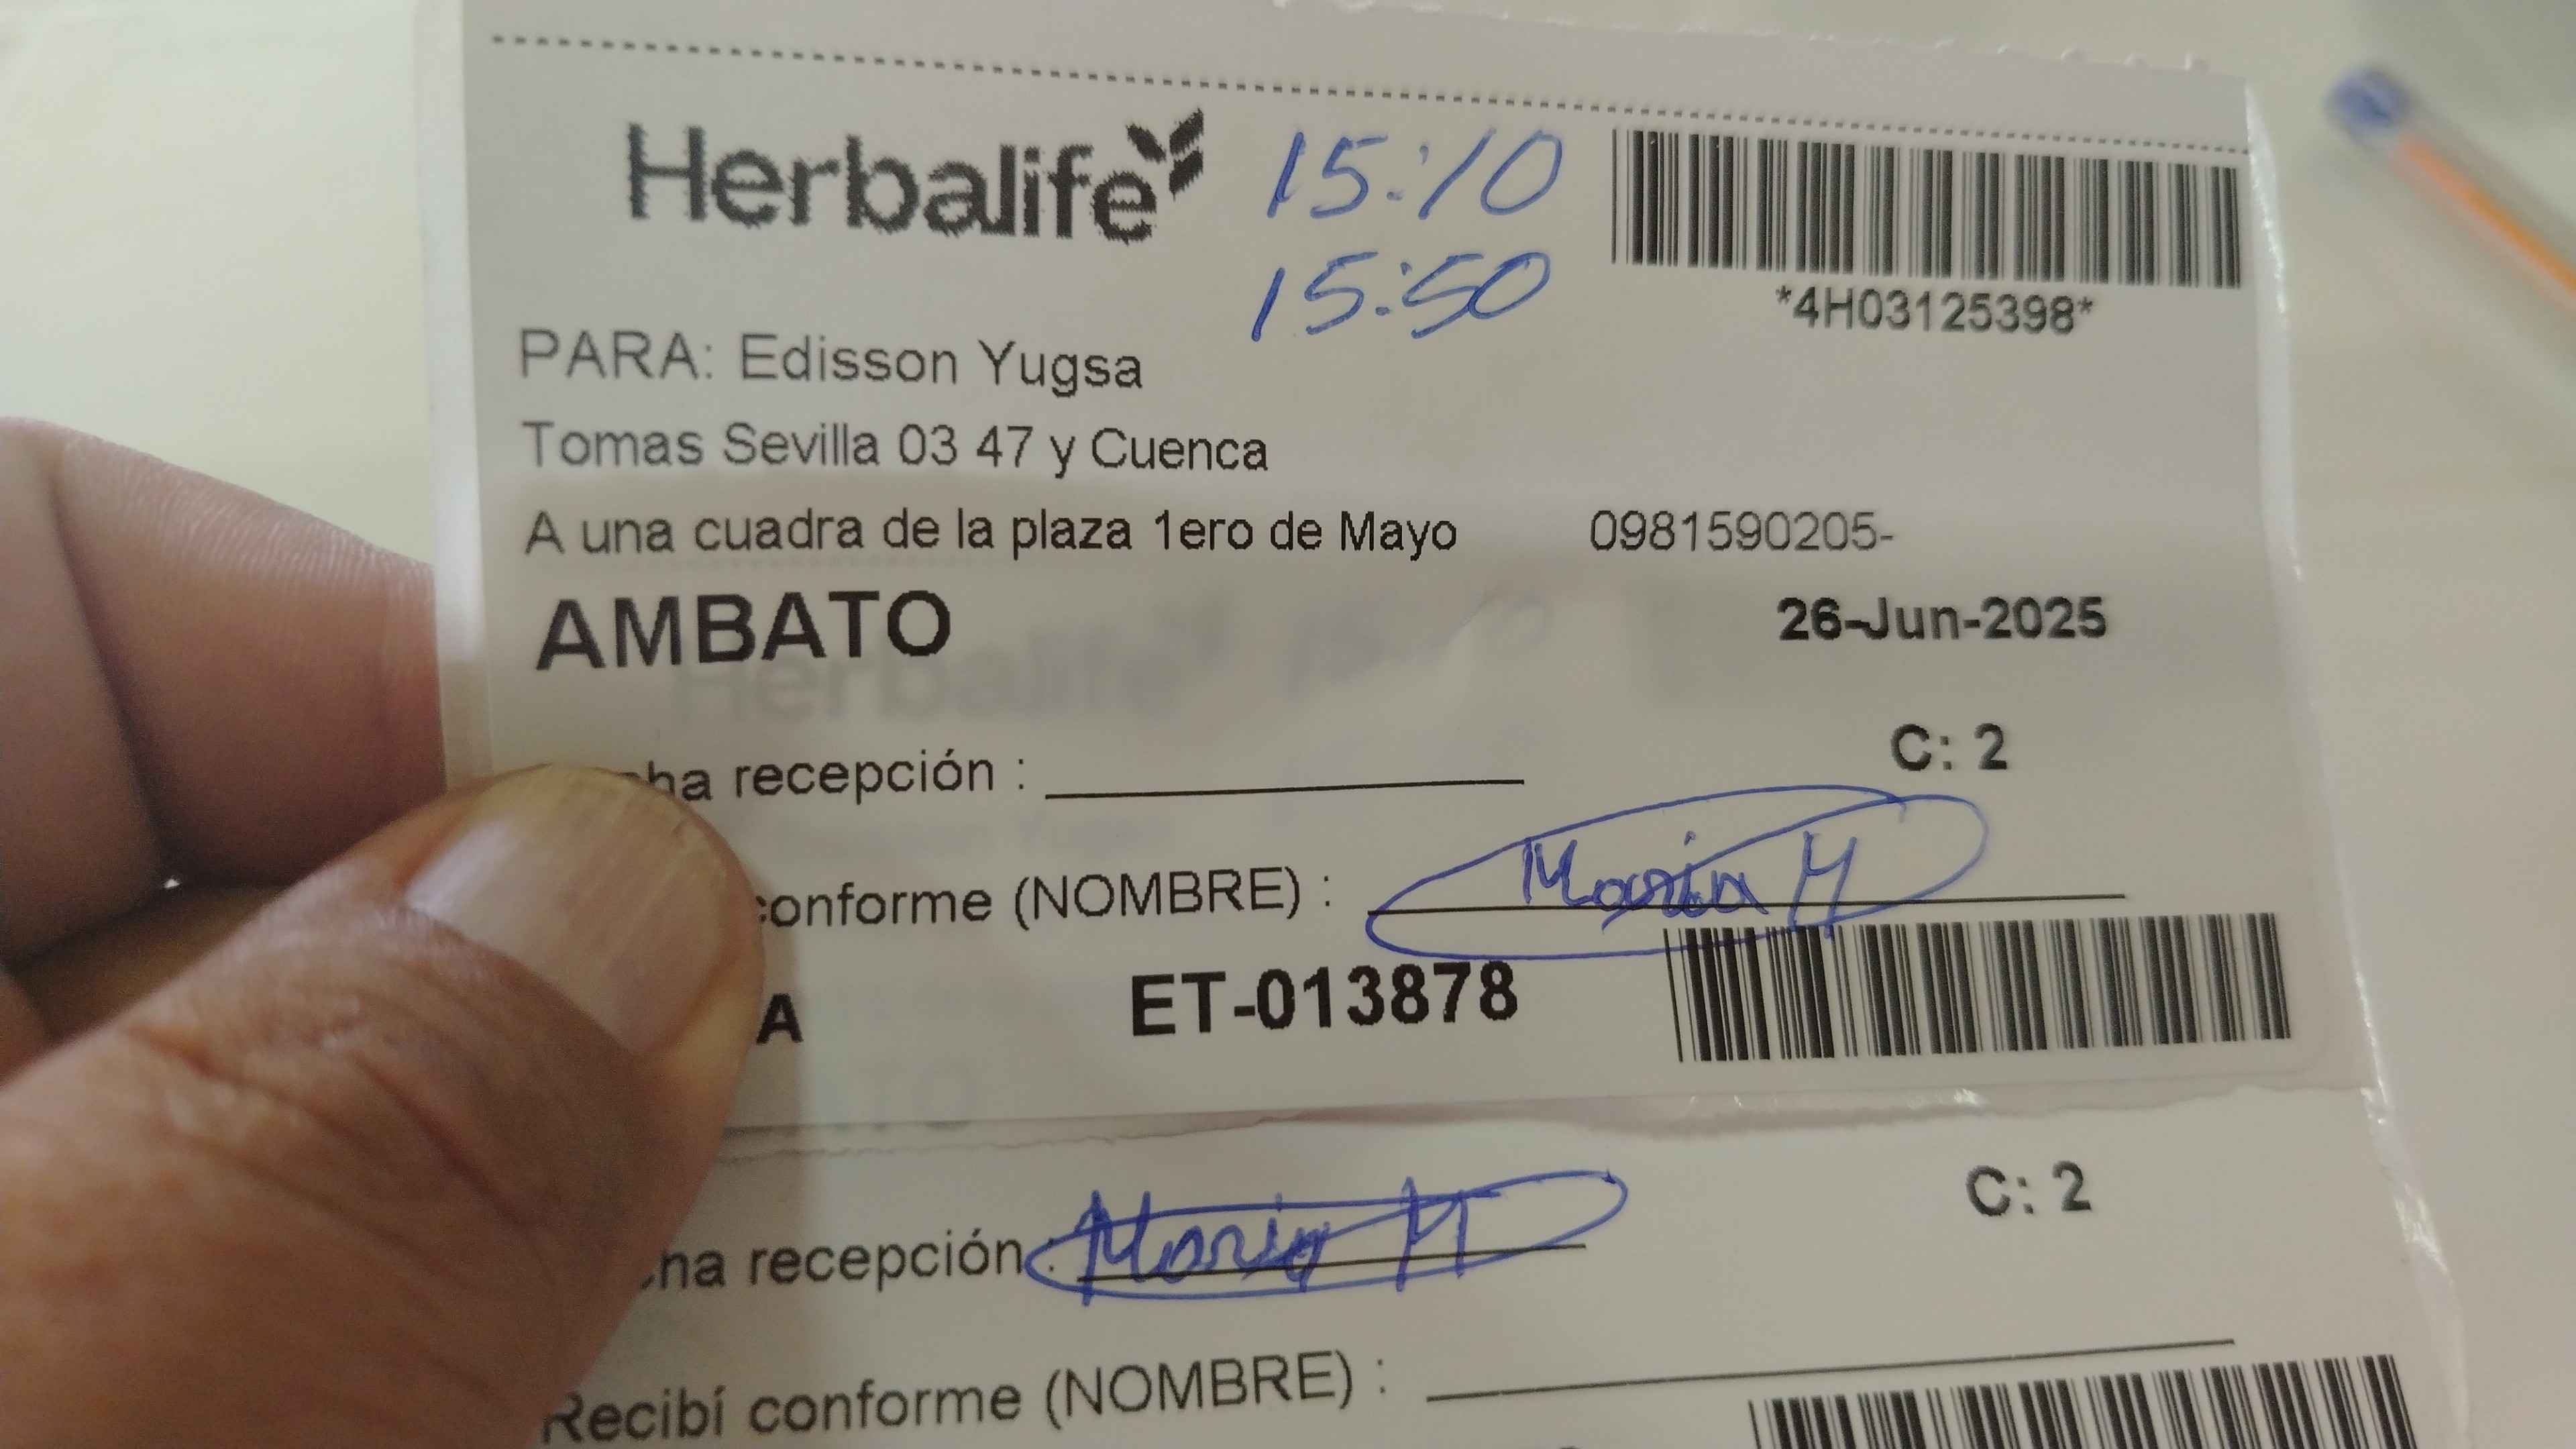 Herbalife
15:10
15:50
*4H03125398*
PARA: Edisson Yugsa
Tomas Sevilla 03 47 y Cuenca
A una cuadra de la plaza 1ero de Mayo 0981590205-
AMBATO 26-Jun-2025
C: 2
recepción :
conforme (NOMBRE) : Maria M
A ET-013878
C: 2
recepción : Maria M
Recibí conforme (NOMBRE) :